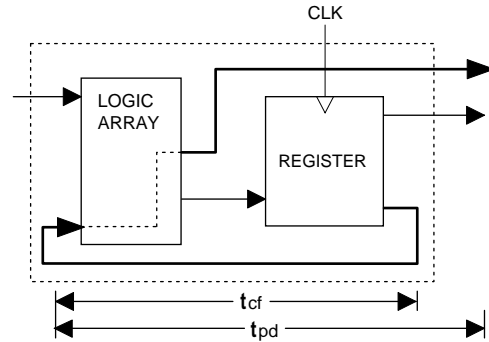 CLK
LOGIC
ARRAY
REGISTER
tcf
tpd